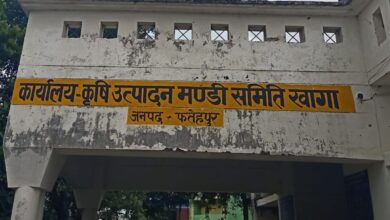 कार्यालय-कृषि उत्पादन मण्डी समिति खागा
जनपद - फतेहपुर